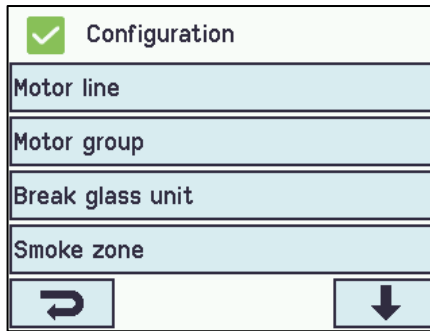 Configuration
Motor line
Motor group
Break glass unit
Smoke zone